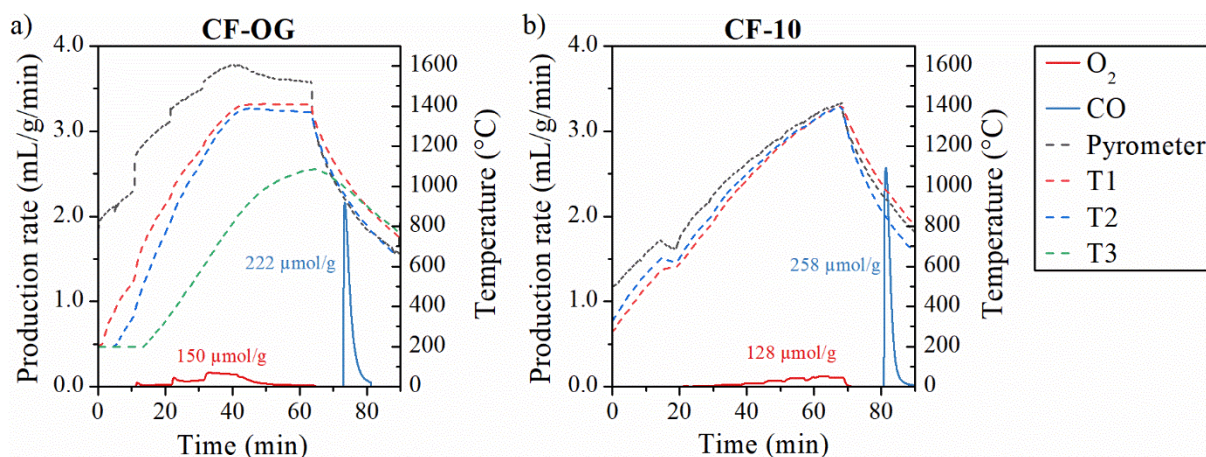 a)
CF-OG
Production rate (mL/g/min)
4.0
3.0
2.0
1.0
0.0
222 µmol/g
150 µmol/g
1600
1400
1200
1000
800
600
400
200
0
Temperature (°C)
0
20
40
60
80
Time (min)
b)
CF-10
Production rate (mL/g/min)
4.0
3.0
2.0
1.0
0.0
258 µmol/g
128 µmol/g
1600
1400
1200
1000
800
600
400
200
0
Temperature (°C)
0
20
40
60
80
Time (min)
O₂
CO
Pyrometer
T1
T2
T3